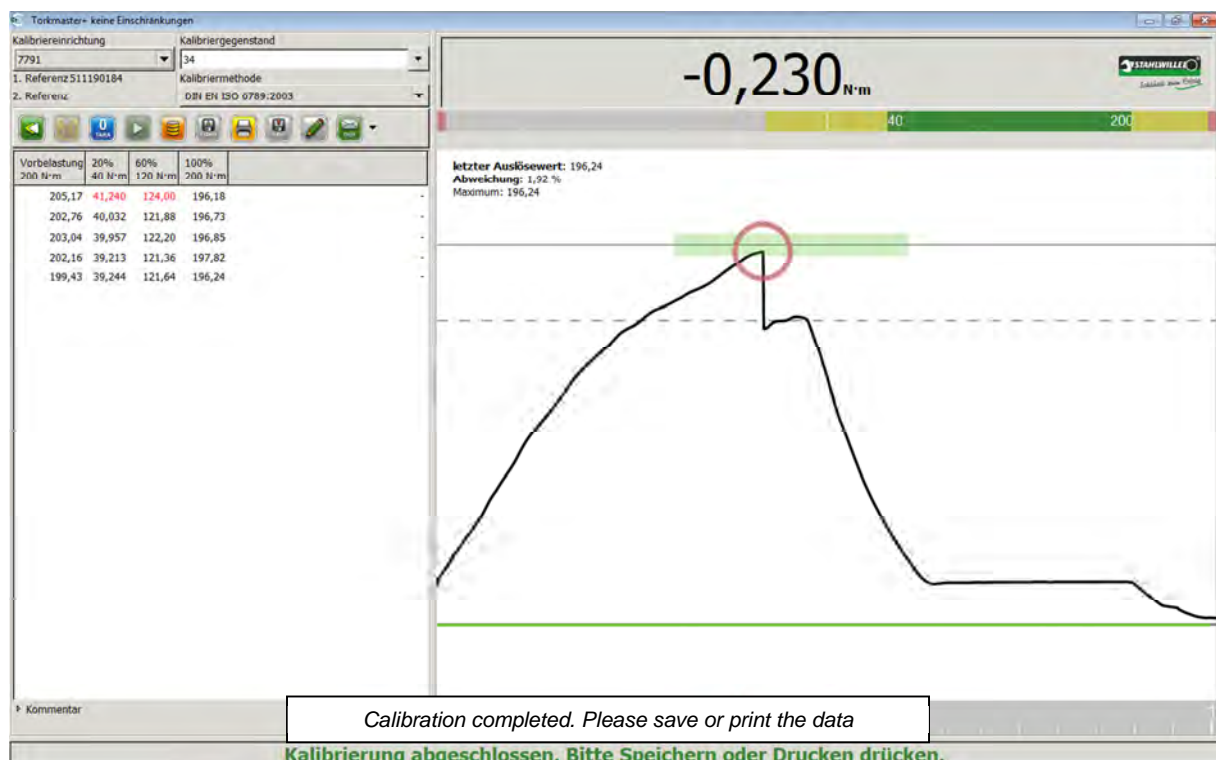 Torkmaster+ keine Einschränkungen
Kalibriereinrichtung
Kalibriergegenstand
7791
34
1. Referenz 511190184
Kalibriermethode
2. Referenz
DIN EN ISO 6789:2003
Vorbelastung 20% 60% 100%
200 N·m 40 N·m 120 N·m 200 N·m
205,17 41,240 124,00 196,18 -
202,76 40,032 121,88 196,73 -
203,04 39,957 122,20 196,85 -
202,16 39,213 121,36 197,82 -
199,43 39,244 121,64 196,24 -
Kommentar
-0,230 N·m
STAHLWILLE
40 200
letzter Auslösewert: 196,24
Abweichung: 1,92 %
Maximum: 196,24
Calibration completed. Please save or print the data
Kalibrierung abgeschlossen. Bitte Speichern oder Drucken drücken.